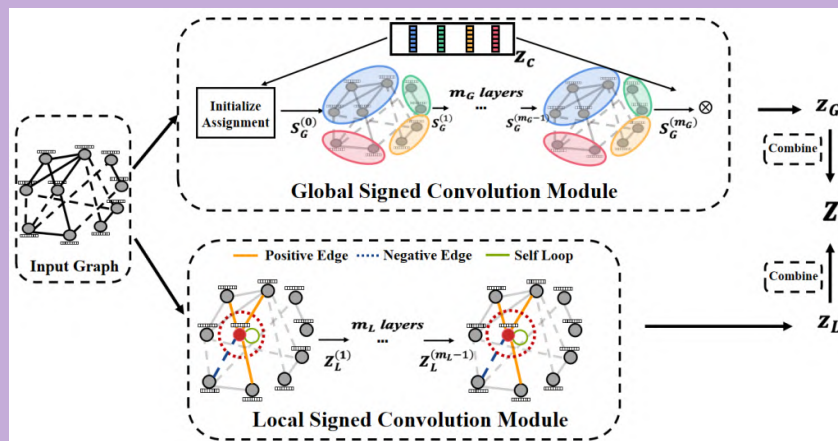 Z_C
Initialize
Assignment
S_G^(0)
S_G^(1)
m_G layers
...
S_G^(m_G-1)
S_G^(m_G)
⊗
Global Signed Convolution Module
Z_G
Combine
Z
Combine
Z_L
Input Graph
Positive Edge Negative Edge Self Loop
m_L layers
...
Z_L^(1)
Z_L^(m_L-1)
Local Signed Convolution Module